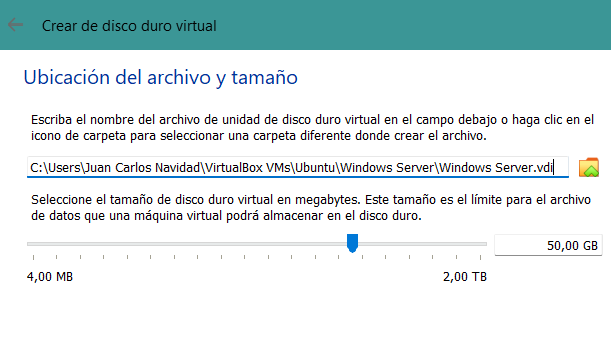 Crear de disco duro virtual
Ubicación del archivo y tamaño
Escriba el nombre del archivo de unidad de disco duro virtual en el campo debajo o haga clic en el
icono de carpeta para seleccionar una carpeta diferente donde crear el archivo.
C:\Users\Juan Carlos Navidad\VirtualBox VMs\Ubuntu\Windows Server\Windows Server.vdi
Seleccione el tamaño de disco duro virtual en megabytes. Este tamaño es el límite para el archivo
de datos que una máquina virtual podrá almacenar en el disco duro.
50,00 GB
4,00 MB 2,00 TB